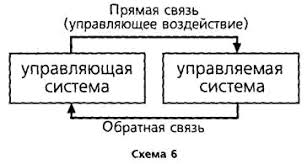 Прямая связь
(управляющее воздействие)
управляющая
система
управляемая
система
Обратная связь
Схема 6